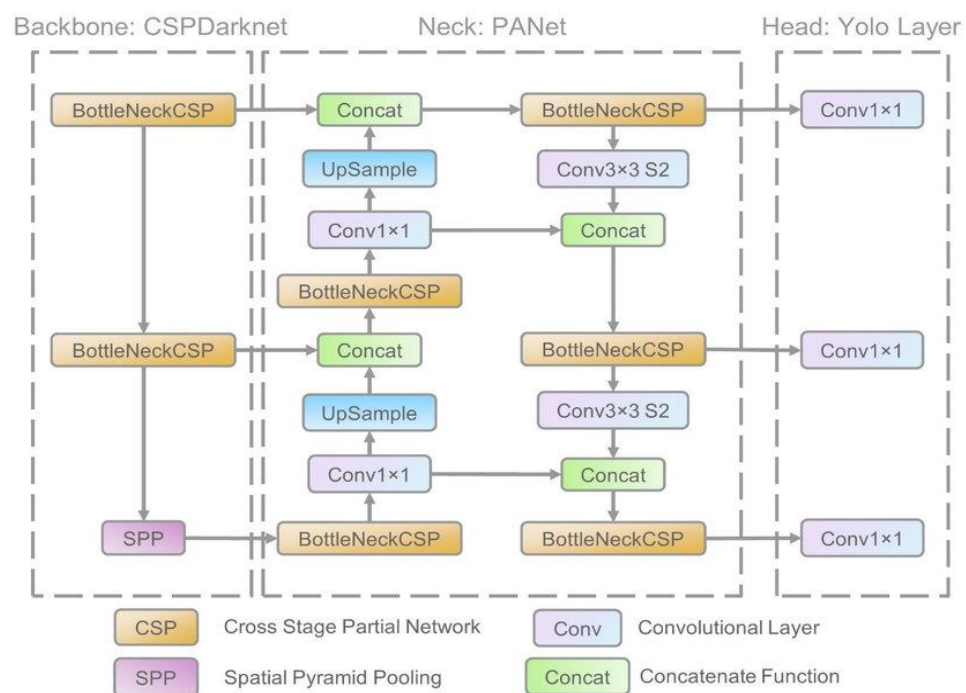 Backbone: CSPDarknet
Neck: PANet
Head: Yolo Layer
BottleNeckCSP
Concat
BottleNeckCSP
Conv1×1
UpSample
Conv3×3 S2
Conv1×1
Concat
BottleNeckCSP
BottleNeckCSP
Concat
BottleNeckCSP
Conv1×1
UpSample
Conv3×3 S2
Conv1×1
Concat
SPP
BottleNeckCSP
BottleNeckCSP
Conv1×1
CSP
Cross Stage Partial Network
Conv
Convolutional Layer
SPP
Spatial Pyramid Pooling
Concat
Concatenate Function